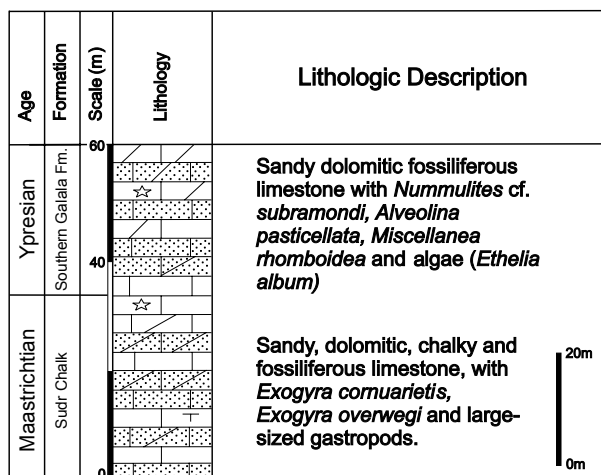 Age
Formation
Scale (m)
Lithology
Lithologic Description
Ypresian
Southern Galala Fm.
60
40
Sandy dolomitic fossiliferous
limestone with Nummulites cf.
subramondi, Alveolina
pasticellata, Miscellanea
rhomboidea and algae (Ethelia
album)
Maastrichtian
Sudr Chalk
0
Sandy, dolomitic, chalky and
fossiliferous limestone, with
Exogyra cornuarietis,
Exogyra overwegi and large-
sized gastropods.
20m
0m